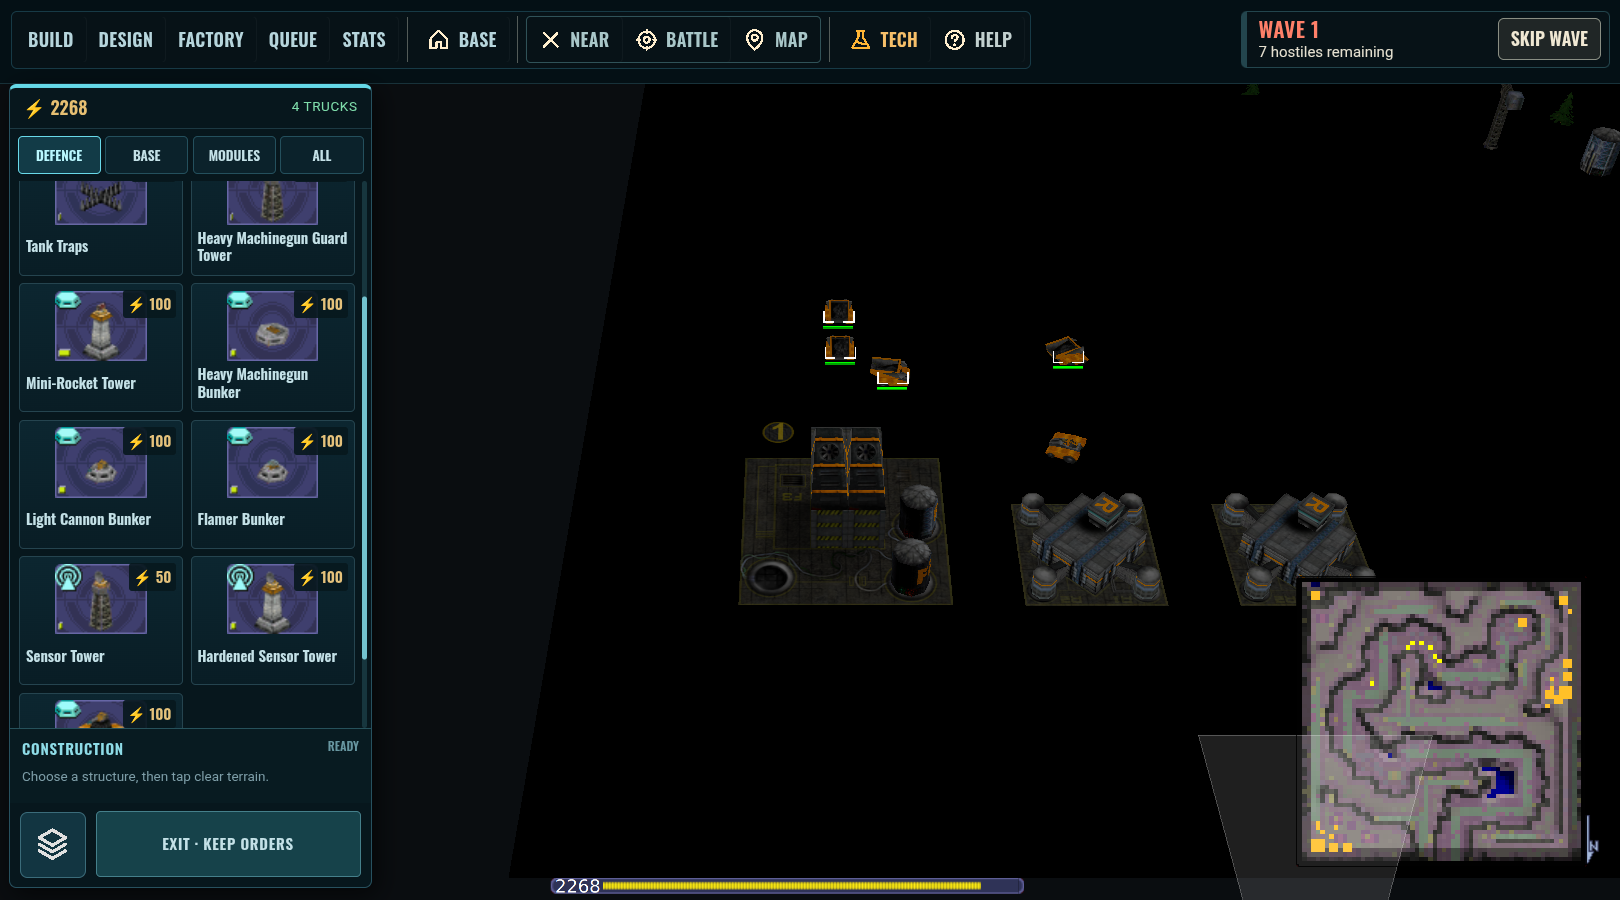 BUILD
DESIGN
FACTORY
QUEUE
STATS
BASE
NEAR
BATTLE
MAP
TECH
HELP
WAVE 1
7 hostiles remaining
SKIP WAVE
2268
4 TRUCKS
DEFENCE
BASE
MODULES
ALL
Tank Traps
Heavy Machinegun Guard
Tower
100
Mini-Rocket Tower
100
Heavy Machinegun
Bunker
100
Light Cannon Bunker
100
Flamer Bunker
50
Sensor Tower
100
Hardened Sensor Tower
100
CONSTRUCTION
READY
Choose a structure, then tap clear terrain.
EXIT · KEEP ORDERS
1
R
R
2268
N